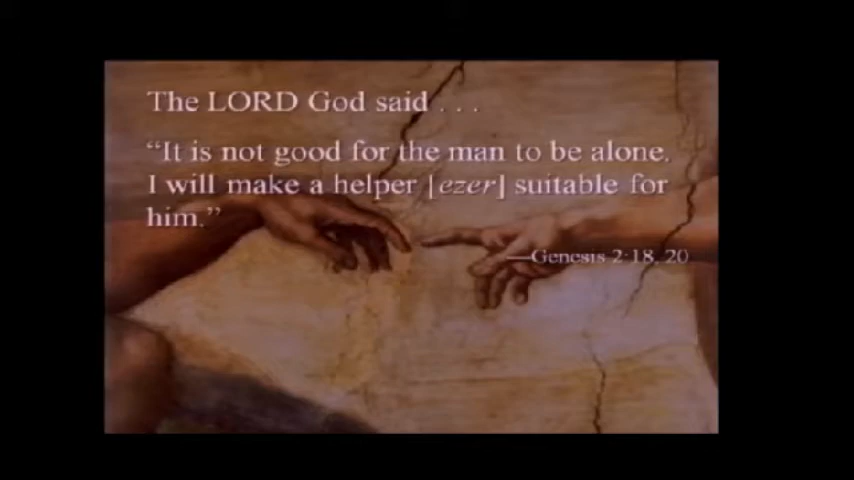 The LORD God said . . .
“It is not good for the man to be alone.
I will make a helper [ezer] suitable for
him.”
—Genesis 2:18, 20